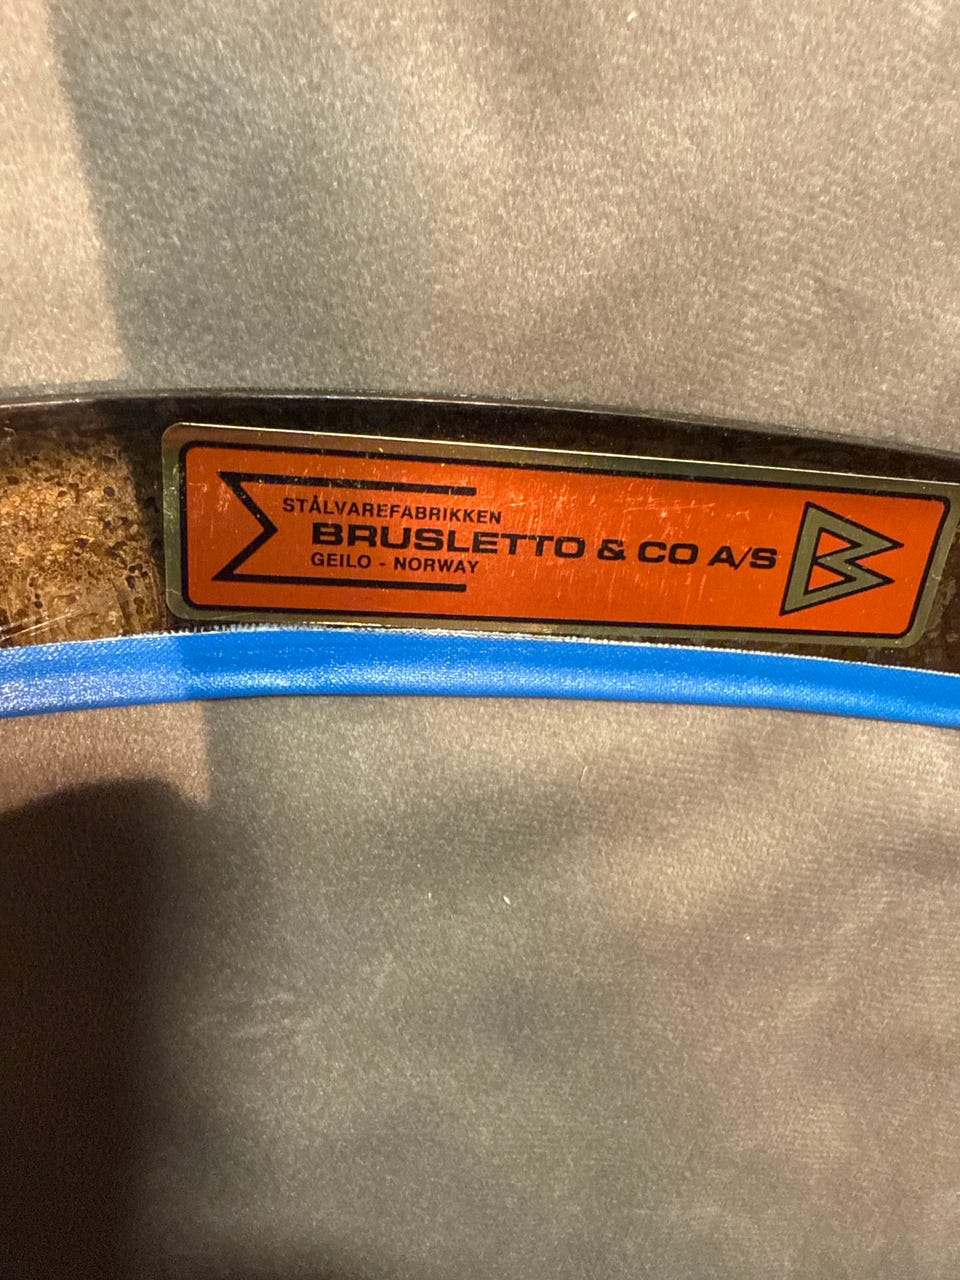 STÅLVAREFABRIKKEN
BRUSLETTO & CO A/S
GEILO - NORWAY
B